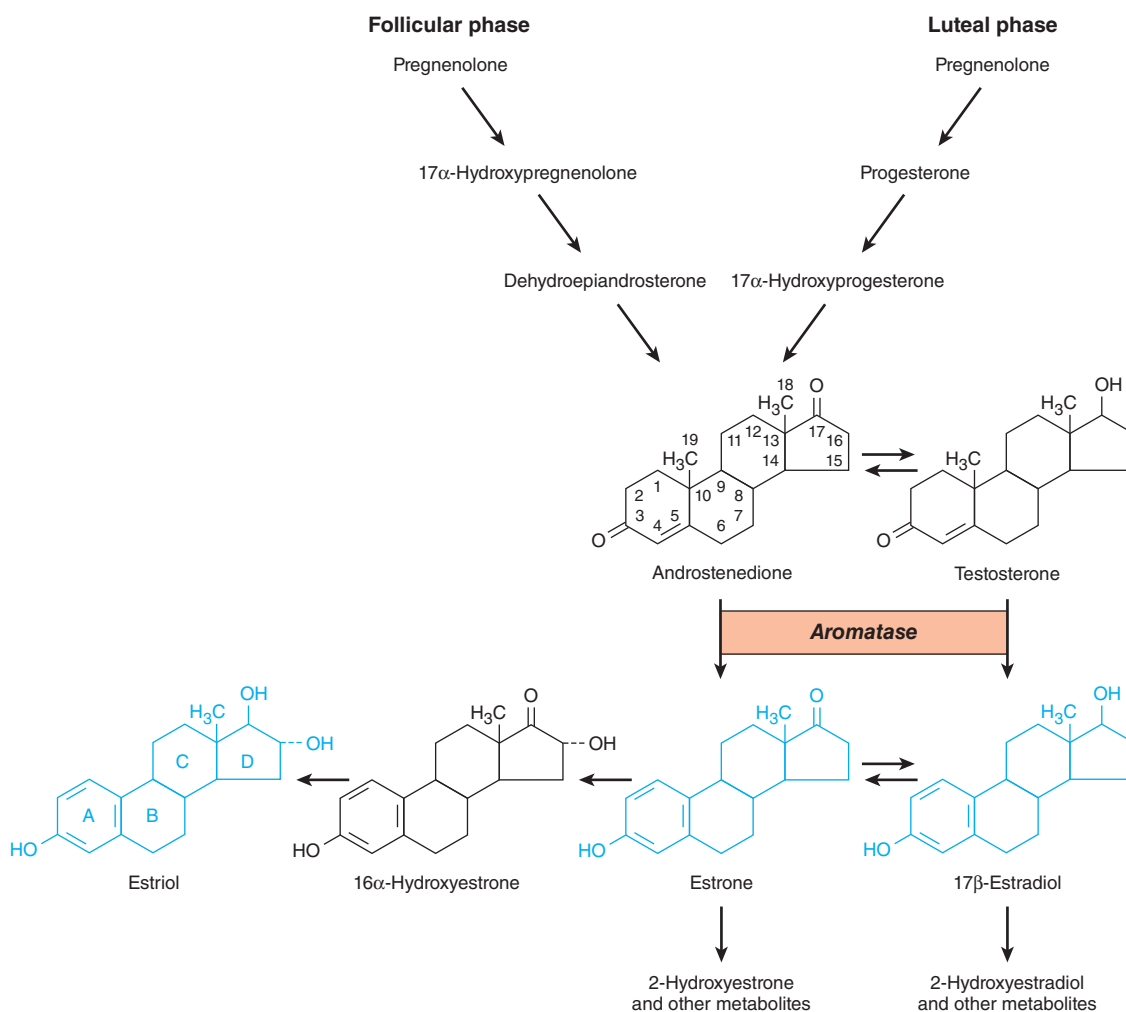 Follicular phase
Luteal phase
Pregnenolone
Pregnenolone
17α-Hydroxypregnenolone
Progesterone
Dehydroepiandrosterone
17α-Hydroxyprogesterone
18
O
H3C
12
13
17
16
11
19
H3C
14
15
1
9
2
10
8
3
4
5
6
7
O
Androstenedione
OH
H3C
H3C
O
Testosterone
Aromatase
OH
H3C
OH
C
D
A
B
HO
Estriol
O
H3C
OH
HO
16α-Hydroxyestrone
O
H3C
HO
Estrone
OH
H3C
HO
17β-Estradiol
2-Hydroxyestrone
and other metabolites
2-Hydroxyestradiol
and other metabolites